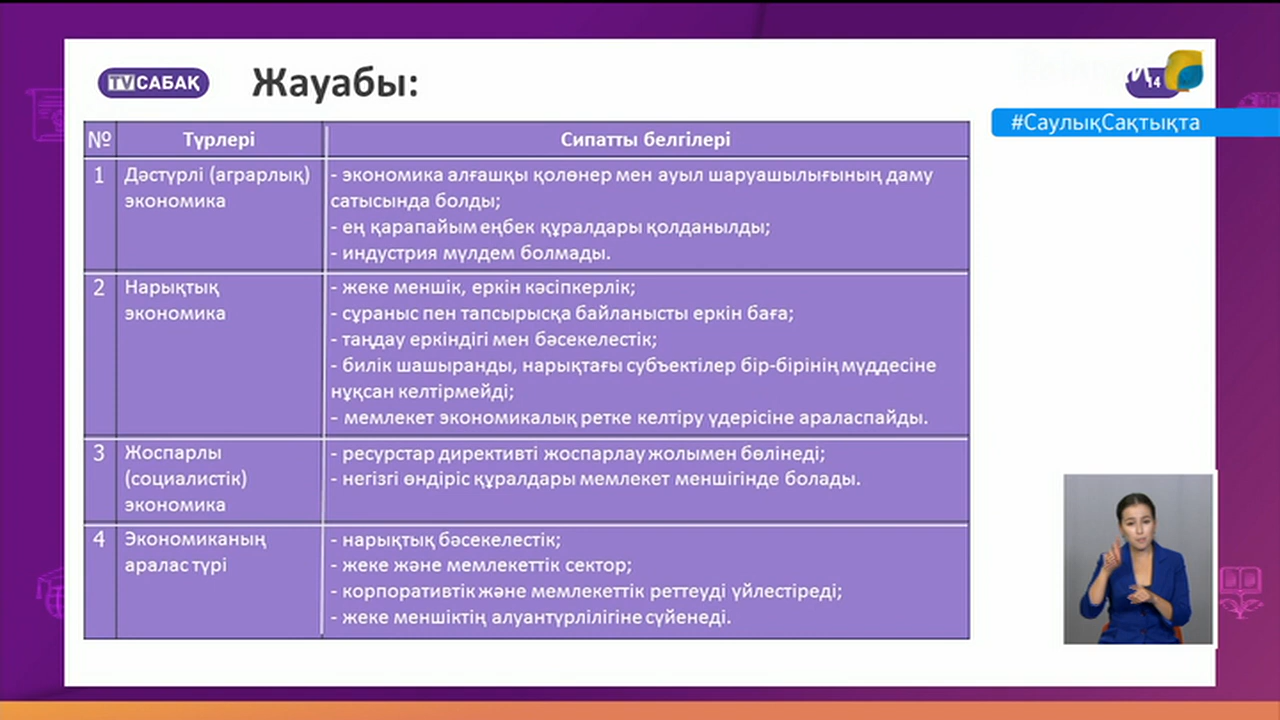 TVСАБАҚ
Жауабы:
14
#СаулықСақтықта
№ Түрлері Сипатты белгілері
1 Дәстүрлі (аграрлық) экономика - экономика алғашқы қолөнер мен ауыл шаруашылығының даму
сатысында болды;
- ең қарапайым еңбек құралдары қолданылды;
- индустрия мүлдем болмады.
2 Нарықтық
экономика
- жеке меншік, еркін кәсіпкерлік;
- сұраныс пен тапсырысқа байланысты еркін баға;
- таңдау еркіндігі мен бәсекелестік;
- билік шашыранды, нарықтағы субъектілер бір-бірінің мүддесіне
нұқсан келтірмейді;
- мемлекет экономикалық ретке келтіру үдерісіне араласпайды.
3 Жоспарлы
(социалистік)
экономика
- ресурстар директивті жоспарлау жолымен бөлінеді;
- негізгі өндіріс құралдары мемлекет меншігінде болады.
4 Экономиканың
аралас түрі
- нарықтық бәсекелестік;
- жеке және мемлекеттік сектор;
- корпоративтік және мемлекеттік реттеуді үйлестіреді;
- жеке меншіктің алуантүрлілігіне сүйенеді.